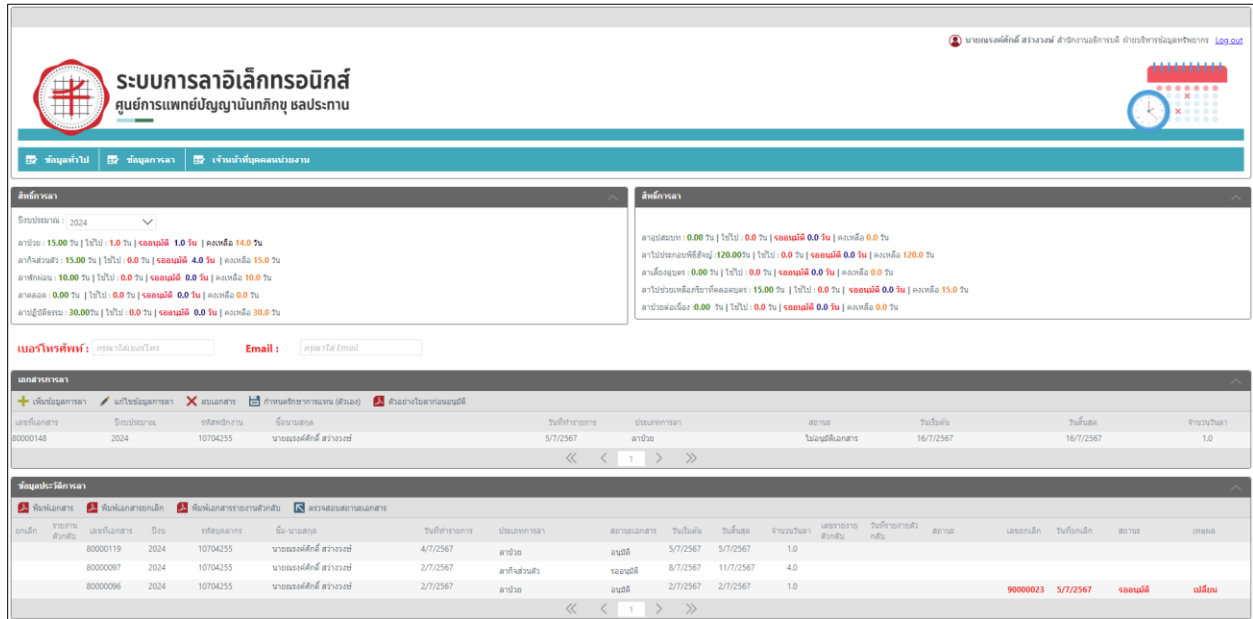 นายณรงค์ศักดิ์ สว่างวงษ์ สำนักงานอธิการบดี ฝ่ายบริหารข้อมูลทรัพยากร Log out
ระบบการลาอิเล็กทรอนิกส์
ศูนย์การแพทย์ปัญญานันทภิกขุ ชลประทาน
ข้อมูลทั่วไป ข้อมูลการลา เจ้าหน้าที่บุคคลหน่วยงาน
สิทธิ์การลา
ปีงบประมาณ : 2024
ลาป่วย : 15.00 วัน | ใช้ไป : 1.0 วัน | รออนุมัติ 1.0 วัน | คงเหลือ 14.0 วัน
ลากิจส่วนตัว : 15.00 วัน | ใช้ไป : 0.0 วัน | รออนุมัติ 4.0 วัน | คงเหลือ 15.0 วัน
ลาพักผ่อน : 10.00 วัน | ใช้ไป : 0.0 วัน | รออนุมัติ 0.0 วัน | คงเหลือ 10.0 วัน
ลาคลอด : 0.00 วัน | ใช้ไป : 0.0 วัน | รออนุมัติ 0.0 วัน | คงเหลือ 0.0 วัน
ลาปฏิบัติธรรม : 30.00วัน | ใช้ไป : 0.0 วัน | รออนุมัติ 0.0 วัน | คงเหลือ 30.0 วัน
สิทธิ์การลา
ลาอุปสมบท : 0.00 วัน | ใช้ไป : 0.0 วัน | รออนุมัติ 0.0 วัน | คงเหลือ 0.0 วัน
ลาไปประกอบพิธีฮัจญ์ :120.00วัน | ใช้ไป : 0.0 วัน | รออนุมัติ 0.0 วัน | คงเหลือ 120.0 วัน
ลาเลี้ยงดูบุตร : 0.00 วัน | ใช้ไป : 0.0 วัน | รออนุมัติ 0.0 วัน | คงเหลือ 0.0 วัน
ลาไปช่วยเหลือภริยาที่คลอดบุตร : 15.00 วัน | ใช้ไป : 0.0 วัน | รออนุมัติ 0.0 วัน | คงเหลือ 15.0 วัน
ลาป่วยต่อเนื่อง :0.00 วัน | ใช้ไป : 0.0 วัน | รออนุมัติ 0.0 วัน | คงเหลือ 0.0 วัน
เบอร์โทรศัพท์ : กรุณาใส่เบอร์โทร Email : กรุณาใส่ Email
เอกสารการลา
เพิ่มข้อมูลการลา แก้ไขข้อมูลการลา ลบเอกสาร กำหนดรักษาการแทน (ตัวเอง) ตัวอย่างใบลาก่อนอนุมัติ
เลขที่เอกสาร ปีงบประมาณ รหัสพนักงาน ชื่อนามสกุล วันที่ทำรายการ ประเภทการลา สถานะ วันเริ่มต้น วันสิ้นสุด จำนวนวันลา
80000148 2024 10704255 นายณรงค์ศักดิ์ สว่างวงษ์ 5/7/2567 ลาป่วย ไม่อนุมัติเอกสาร 16/7/2567 16/7/2567 1.0
1
ข้อมูลประวัติการลา
พิมพ์เอกสาร พิมพ์เอกสารยกเลิก พิมพ์เอกสารรายงานตัวกลับ ตรวจสอบสถานะเอกสาร
ยกเลิก รายงานตัวกลับ เลขที่เอกสาร ปีงบ รหัสบุคลากร ชื่อ-นามสกุล วันที่ทำรายการ ประเภทการลา สถานะเอกสาร วันเริ่มต้น วันสิ้นสุด จำนวนวันลา เลขรายงานตัวกลับ วันที่รายงานตัวกลับ สถานะ เลขยกเลิก วันที่ยกเลิก สถานะ เหตุผล
80000119 2024 10704255 นายณรงค์ศักดิ์ สว่างวงษ์ 4/7/2567 ลาป่วย อนุมัติ 5/7/2567 5/7/2567 1.0
80000097 2024 10704255 นายณรงค์ศักดิ์ สว่างวงษ์ 2/7/2567 ลากิจส่วนตัว รออนุมัติ 8/7/2567 11/7/2567 4.0
80000096 2024 10704255 นายณรงค์ศักดิ์ สว่างวงษ์ 2/7/2567 ลาป่วย อนุมัติ 2/7/2567 2/7/2567 1.0 90000023 5/7/2567 รออนุมัติ เปลี่ยน
1